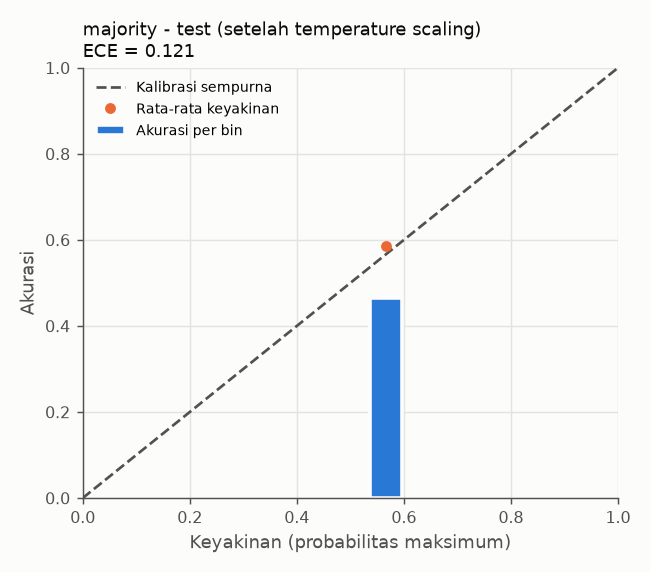 majority - test (setelah temperature scaling)
ECE = 0.121
Kalibrasi sempurna
Rata-rata keyakinan
Akurasi per bin
1.0
0.8
0.6
0.4
0.2
0.0
Akurasi
0.0 0.2 0.4 0.6 0.8 1.0
Keyakinan (probabilitas maksimum)